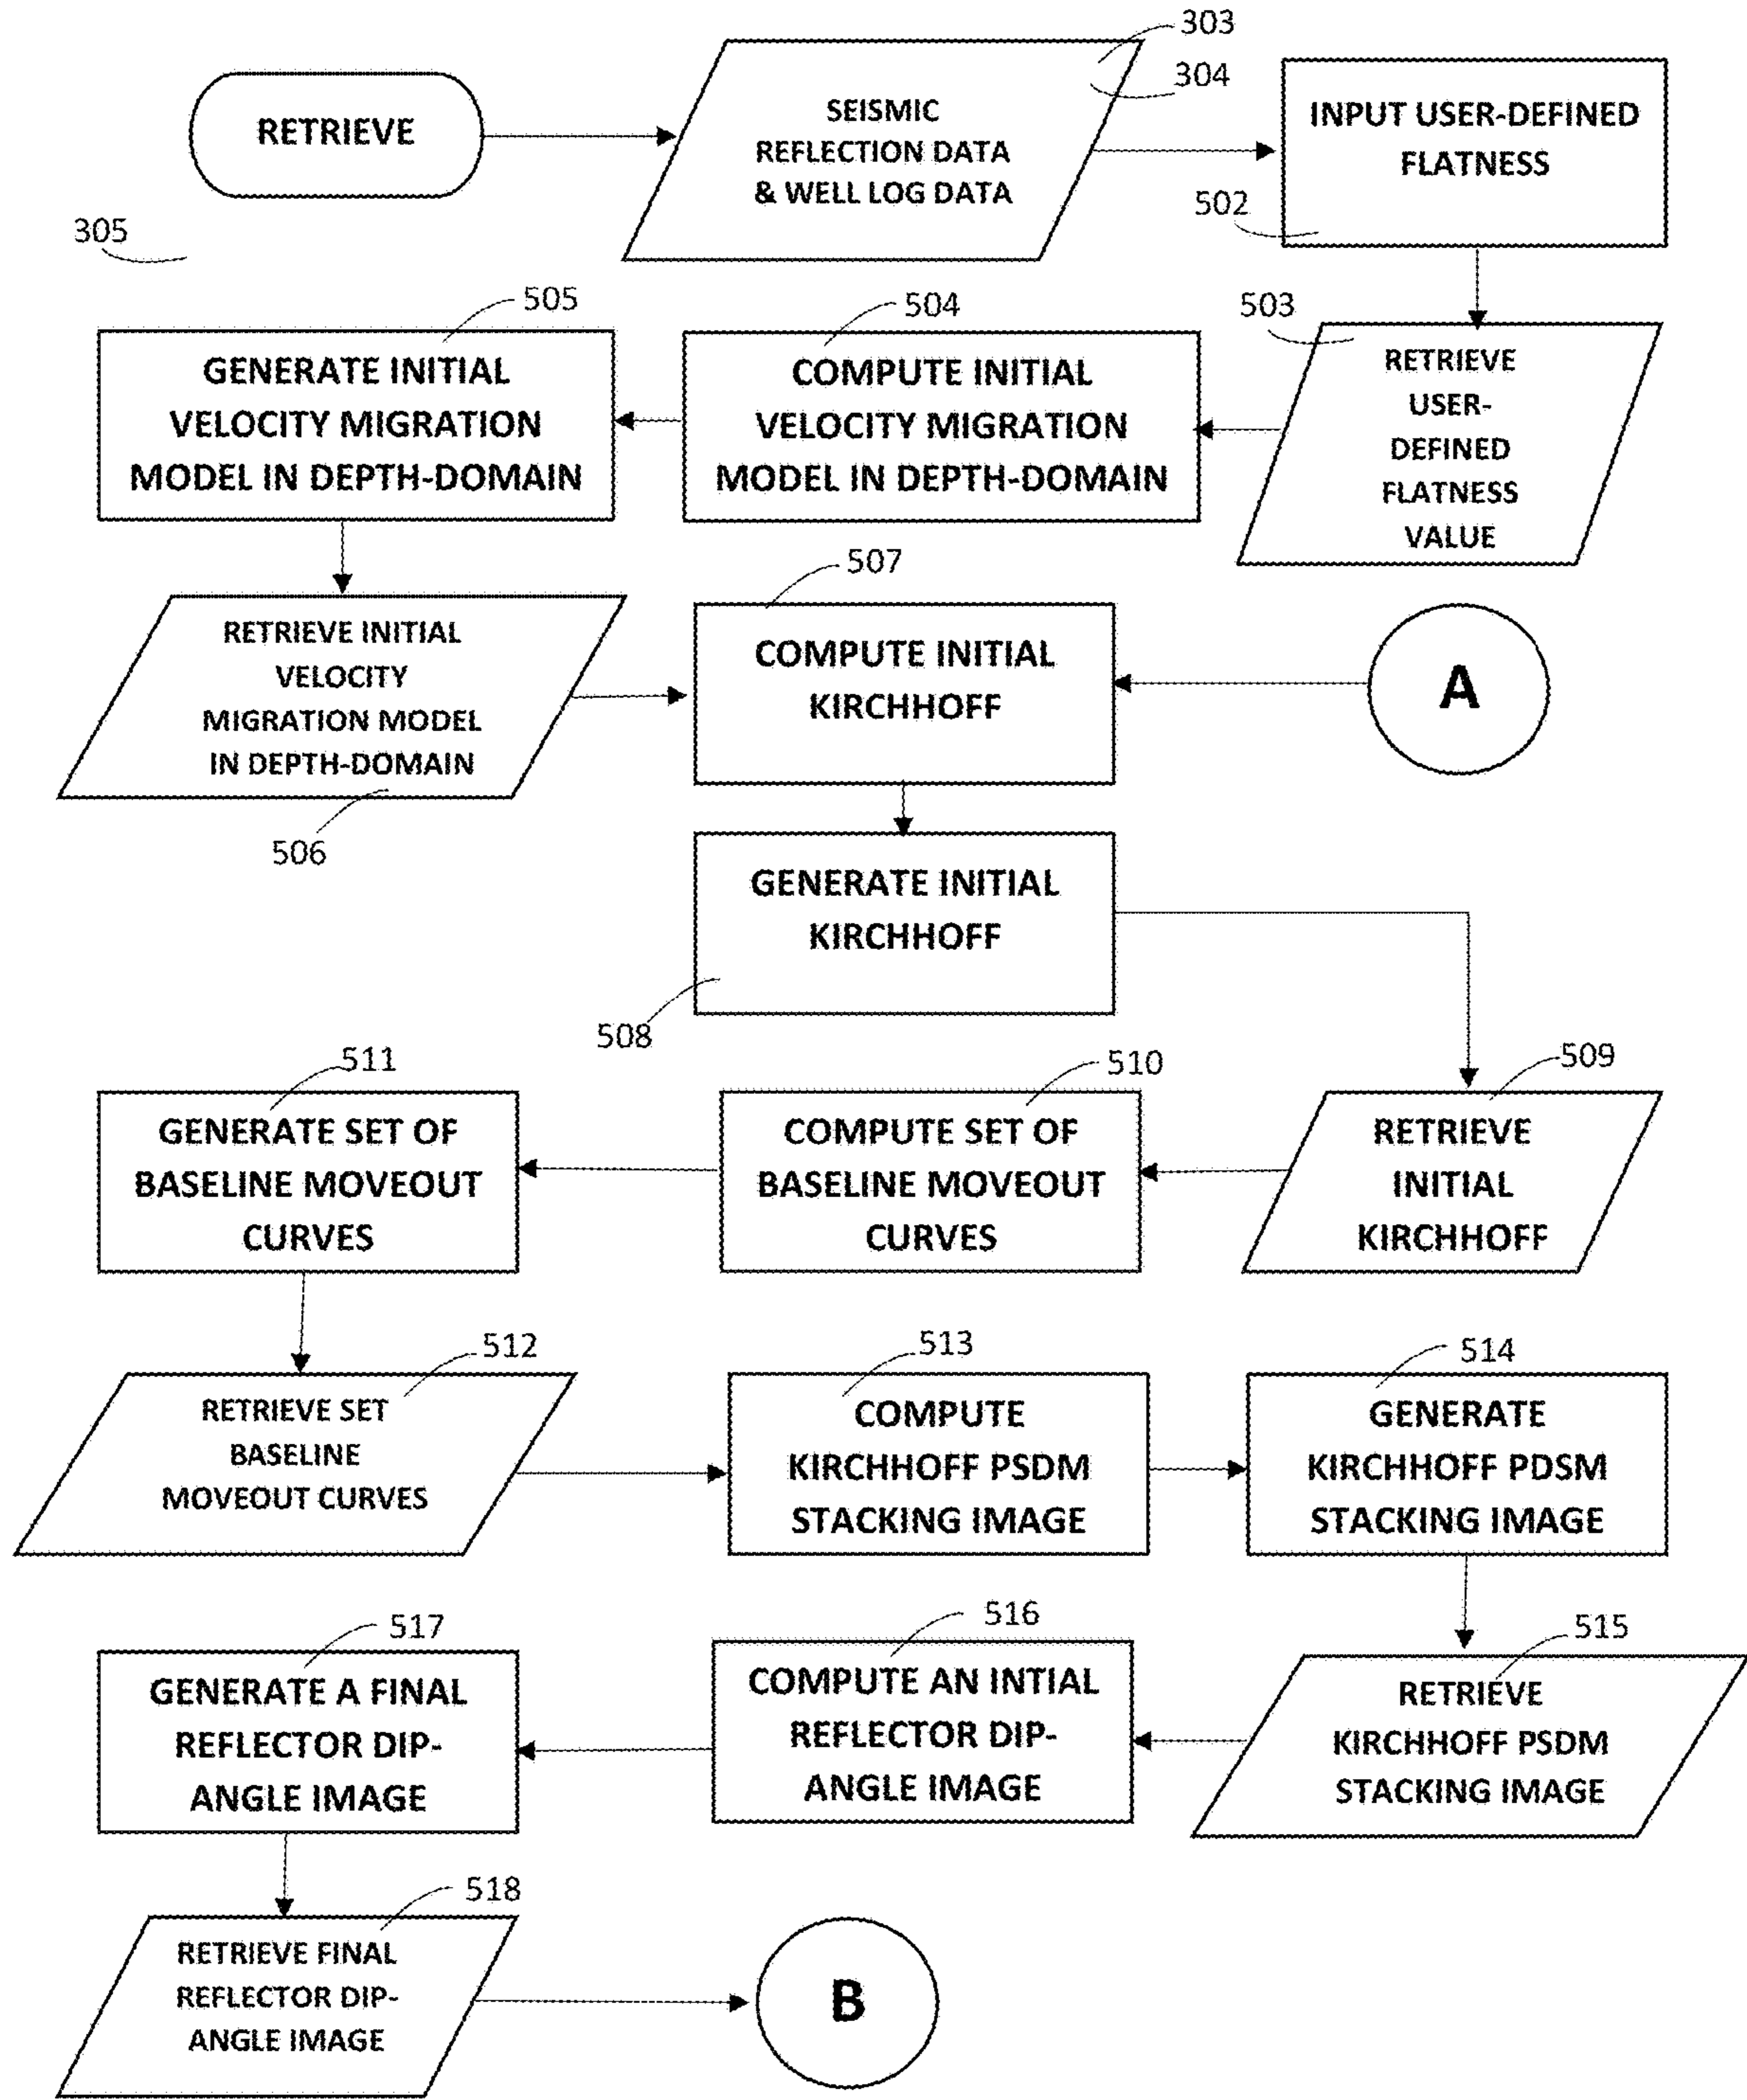 303
304
RETRIEVE
SEISMIC
REFLECTION DATA
& WELL LOG DATA
INPUT USER-DEFINED
FLATNESS
502
305
505
504
503
GENERATE INITIAL
VELOCITY MIGRATION
MODEL IN DEPTH-DOMAIN
COMPUTE INITIAL
VELOCITY MIGRATION
MODEL IN DEPTH-DOMAIN
RETRIEVE
USER-
DEFINED
FLATNESS
VALUE
507
RETRIEVE INITIAL
VELOCITY
MIGRATION MODEL
IN DEPTH-DOMAIN
506
COMPUTE INITIAL
KIRCHHOFF
A
GENERATE INITIAL
KIRCHHOFF
508
511
510
509
GENERATE SET OF
BASELINE MOVEOUT
CURVES
COMPUTE SET OF
BASELINE MOVEOUT
CURVES
RETRIEVE
INITIAL
KIRCHHOFF
512
513
514
RETRIEVE SET
BASELINE
MOVEOUT CURVES
COMPUTE
KIRCHHOFF PSDM
STACKING IMAGE
GENERATE
KIRCHHOFF PDSM
STACKING IMAGE
517
516
515
GENERATE A FINAL
REFLECTOR DIP-
ANGLE IMAGE
COMPUTE AN INTIAL
REFLECTOR DIP-
ANGLE IMAGE
RETRIEVE
KIRCHHOFF PSDM
STACKING IMAGE
518
RETRIEVE FINAL
REFLECTOR DIP-
ANGLE IMAGE
B